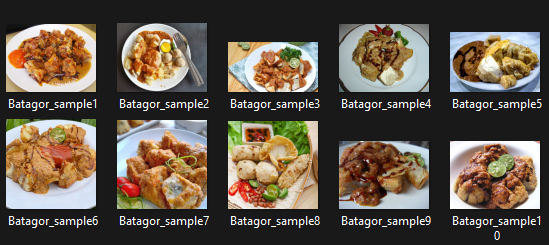 Batagor_sample1
Batagor_sample2
Batagor_sample3
Batagor_sample4
Batagor_sample5
Batagor_sample6
Batagor_sample7
Batagor_sample8
Batagor_sample9
Batagor_sample1
0